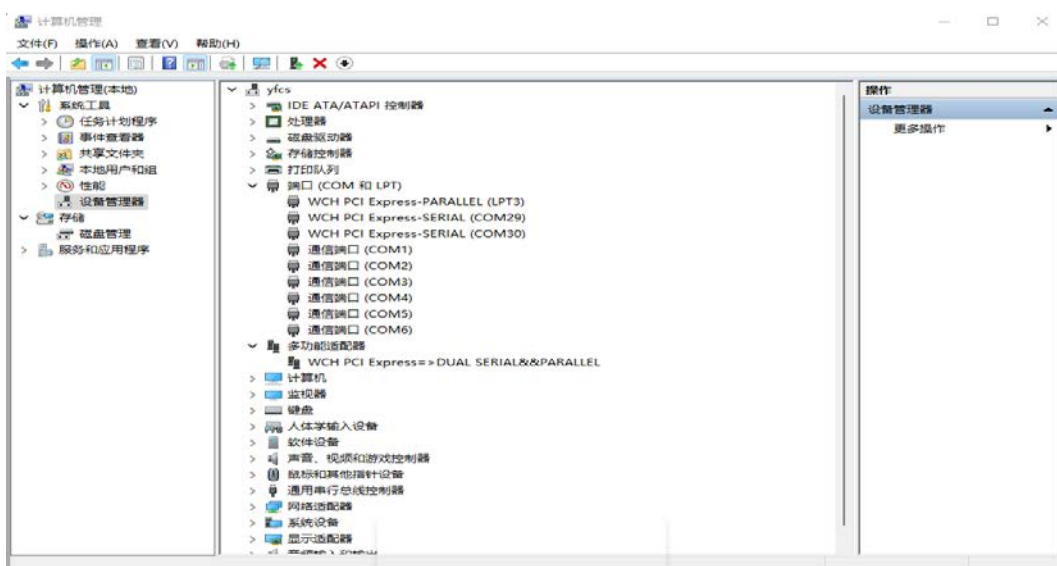 计算机管理
文件(F) 操作(A) 查看(V) 帮助(H)
计算机管理(本地)
系统工具
任务计划程序
事件查看器
共享文件夹
本地用户和组
性能
设备管理器
存储
磁盘管理
服务和应用程序
yfcs
IDE ATA/ATAPI 控制器
处理器
磁盘驱动器
存储控制器
打印队列
端口 (COM 和 LPT)
WCH PCI Express-PARALLEL (LPT3)
WCH PCI Express-SERIAL (COM29)
WCH PCI Express-SERIAL (COM30)
通信端口 (COM1)
通信端口 (COM2)
通信端口 (COM3)
通信端口 (COM4)
通信端口 (COM5)
通信端口 (COM6)
多功能适配器
WCH PCI Express=>DUAL SERIAL&&PARALLEL
计算机
监视器
键盘
人体学输入设备
软件设备
声音、视频和游戏控制器
鼠标和其他指针设备
通用串行总线控制器
网络适配器
系统设备
显示适配器
操作
设备管理器
更多操作